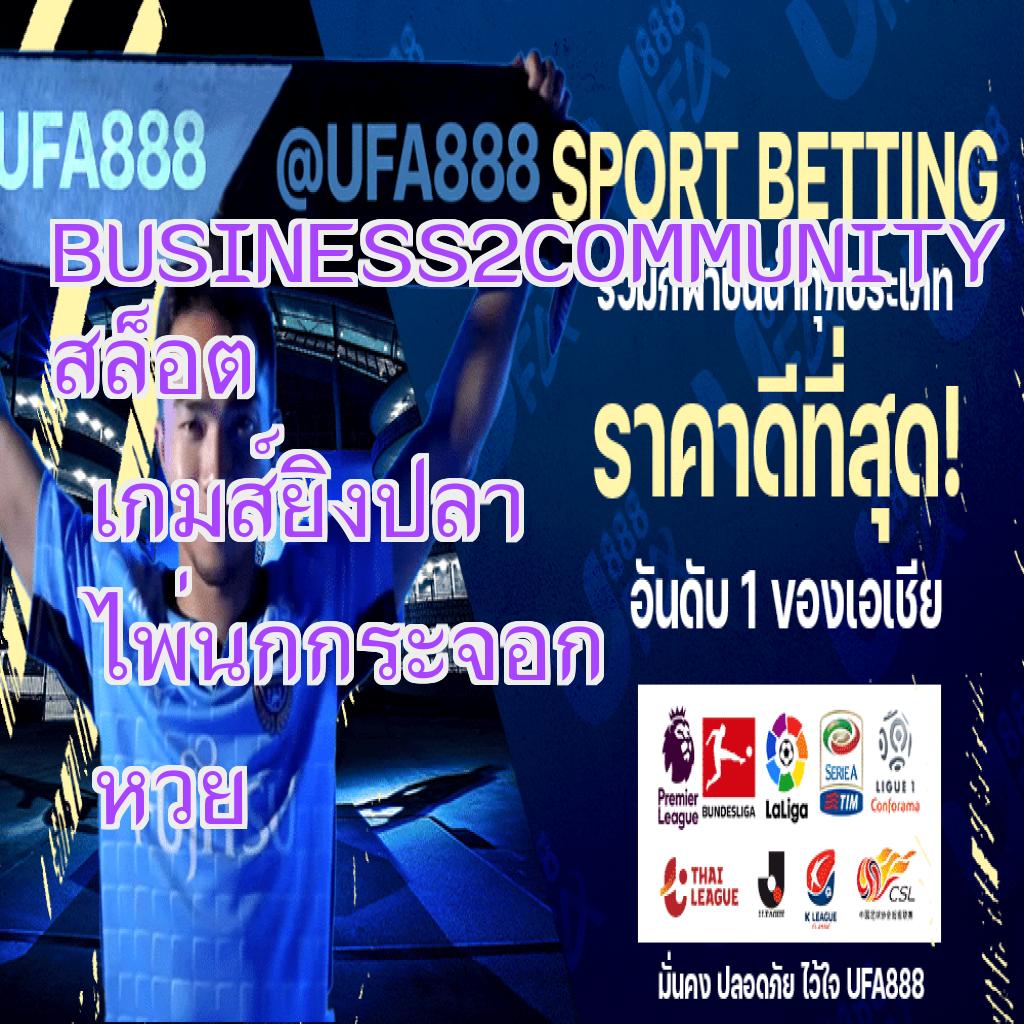 UFA888
@UFA888
SPORT BETTING
BUSINESS2COMMUNITY
สล็อต
ราคาดีที่สุด!
เกมส์ยิงปลา
อันดับ 1 ของเอเชีย
ไพ่นกกระจอก
หวย
Premier League
BUNDESLIGA
LaLiga
SERIE A
TIM
LIGUE 1
Conforama
THAI LEAGUE
J.LEAGUE
K LEAGUE
CSL
มั่นคง ปลอดภัย ไว้ใจ UFA888